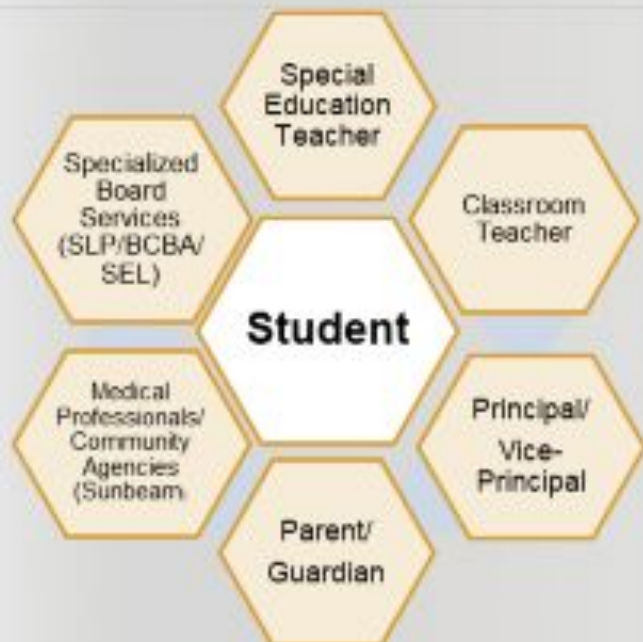 Special
Education
Teacher
Specialized
Board
Services
(SLP/BCBA/
SEL)
Classroom
Teacher
Student
Medical
Professionals/
Community
Agencies
(Sunbeam,
Principal/
Vice-
Principal
Parent/
Guardian